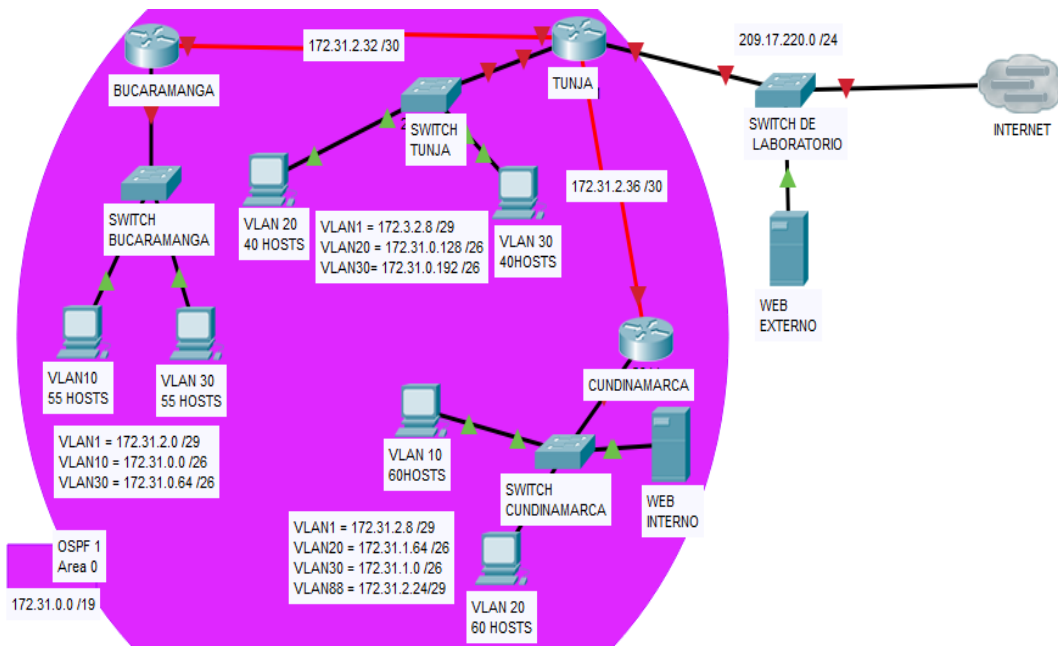 172.31.2.32 /30
209.17.220.0 /24
BUCARAMANGA
TUNJA
INTERNET
SWITCH
TUNJA
SWITCH DE
LABORATORIO
172.31.2.36 /30
SWITCH
BUCARAMANGA
VLAN 20
40 HOSTS
VLAN1 = 172.3.2.8 /29
VLAN20 = 172.31.0.128 /26
VLAN30= 172.31.0.192 /26
VLAN 30
40HOSTS
WEB
EXTERNO
VLAN10
55 HOSTS
VLAN 30
55 HOSTS
CUNDINAMARCA
VLAN1 = 172.31.2.0 /29
VLAN10 = 172.31.0.0 /26
VLAN30 = 172.31.0.64 /26
VLAN 10
60HOSTS
SWITCH
CUNDINAMARCA
WEB
INTERNO
VLAN1 = 172.31.2.8 /29
VLAN20 = 172.31.1.64 /26
VLAN30 = 172.31.1.0 /26
VLAN88 = 172.31.2.24/29
OSPF 1
Area 0
172.31.0.0 /19
VLAN 20
60 HOSTS